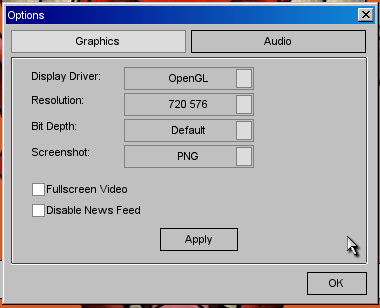 Options
Graphics Audio
Display Driver: OpenGL
Resolution: 720 576
Bit Depth: Default
Screenshot: PNG
Fullscreen Video
Disable News Feed
Apply
OK